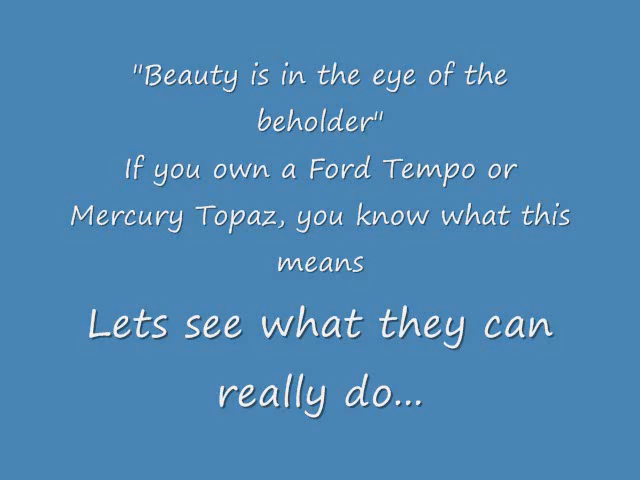 "Beauty is in the eye of the
beholder"
If you own a Ford Tempo or
Mercury Topaz, you know what this
means
Lets see what they can
really do...